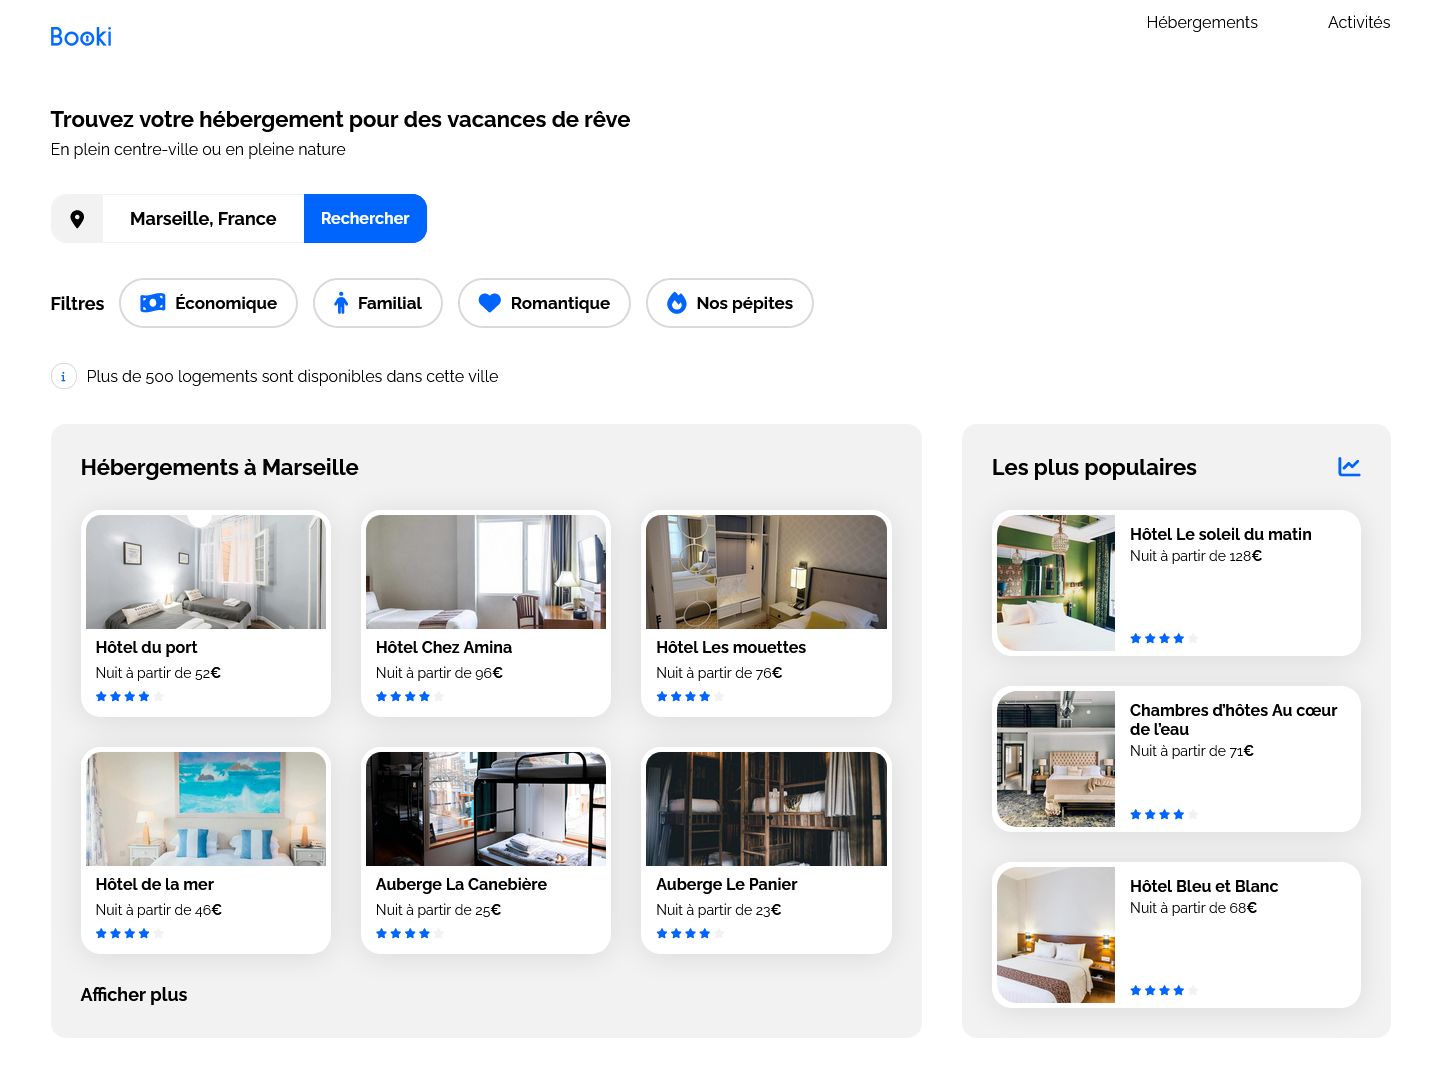 Booki
Hébergements
Activités
Trouvez votre hébergement pour des vacances de rêve
En plein centre-ville ou en pleine nature
Marseille, France
Rechercher
Filtres
Économique
Familial
Romantique
Nos pépites
i
Plus de 500 logements sont disponibles dans cette ville
Hébergements à Marseille
Hôtel du port
Nuit à partir de 52€
Hôtel Chez Amina
Nuit à partir de 96€
Hôtel Les mouettes
Nuit à partir de 76€
Hôtel de la mer
Nuit à partir de 46€
Auberge La Canebière
Nuit à partir de 25€
Auberge Le Panier
Nuit à partir de 23€
Afficher plus
Les plus populaires
Hôtel Le soleil du matin
Nuit à partir de 128€
Chambres d’hôtes Au cœur
de l’eau
Nuit à partir de 71€
Hôtel Bleu et Blanc
Nuit à partir de 68€